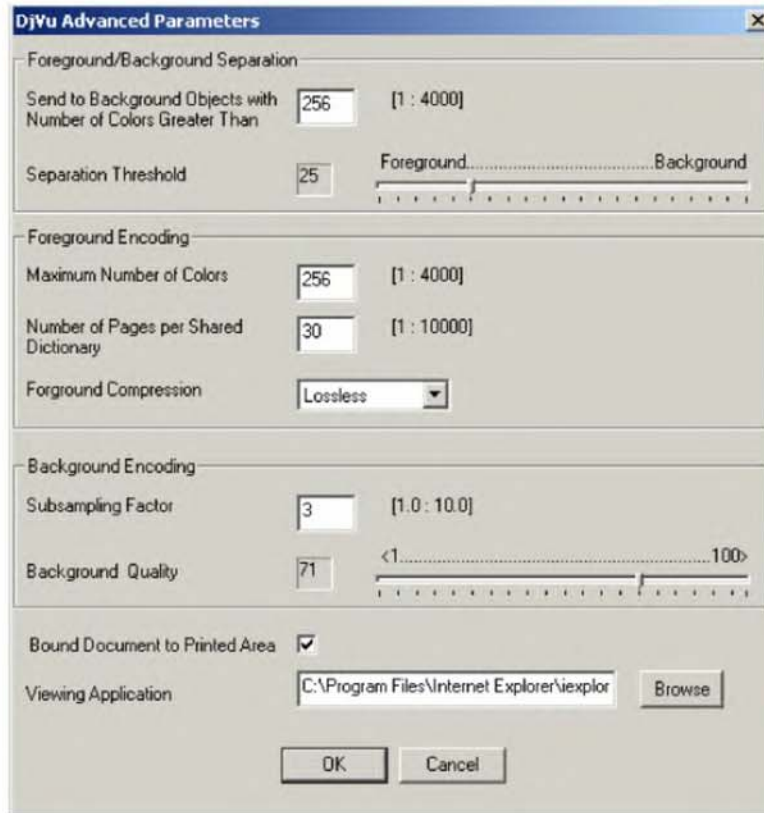 DjVu Advanced Parameters
Foreground/Background Separation
Send to Background Objects with
Number of Colors Greater Than
256 [1 : 4000]
Foreground..................................Background
Separation Threshold 25
Foreground Encoding
Maximum Number of Colors 256 [1 : 4000]
Number of Pages per Shared
Dictionary
30 [1 : 10000]
Forground Compression Lossless
Background Encoding
Subsampling Factor 3 [1.0 : 10.0]
<1..........................................................100>
Background Quality 71
Bound Document to Printed Area
Viewing Application C:\Program Files\Internet Explorer\iexplor Browse
OK Cancel